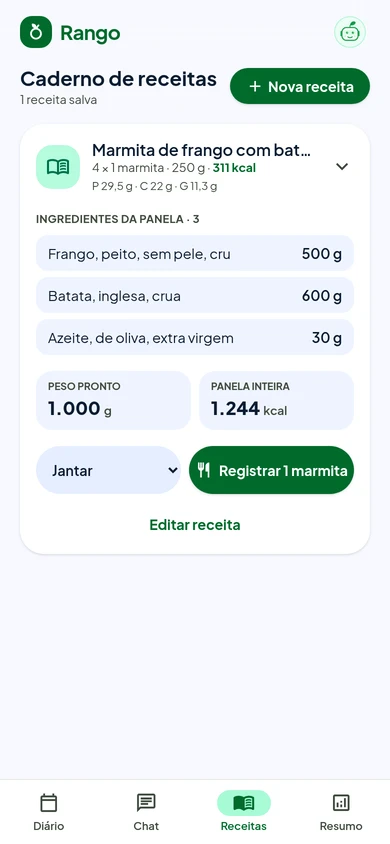 Rango
Caderno de receitas
1 receita salva
Nova receita
Marmita de frango com bat…
4 × 1 marmita · 250 g · 311 kcal
P 29,5 g · C 22 g · G 11,3 g
INGREDIENTES DA PANELA · 3
Frango, peito, sem pele, cru 500 g
Batata, inglesa, crua 600 g
Azeite, de oliva, extra virgem 30 g
PESO PRONTO
1.000 g
PANELA INTEIRA
1.244 kcal
Jantar
Registrar 1 marmita
Editar receita
Diário
Chat
Receitas
Resumo